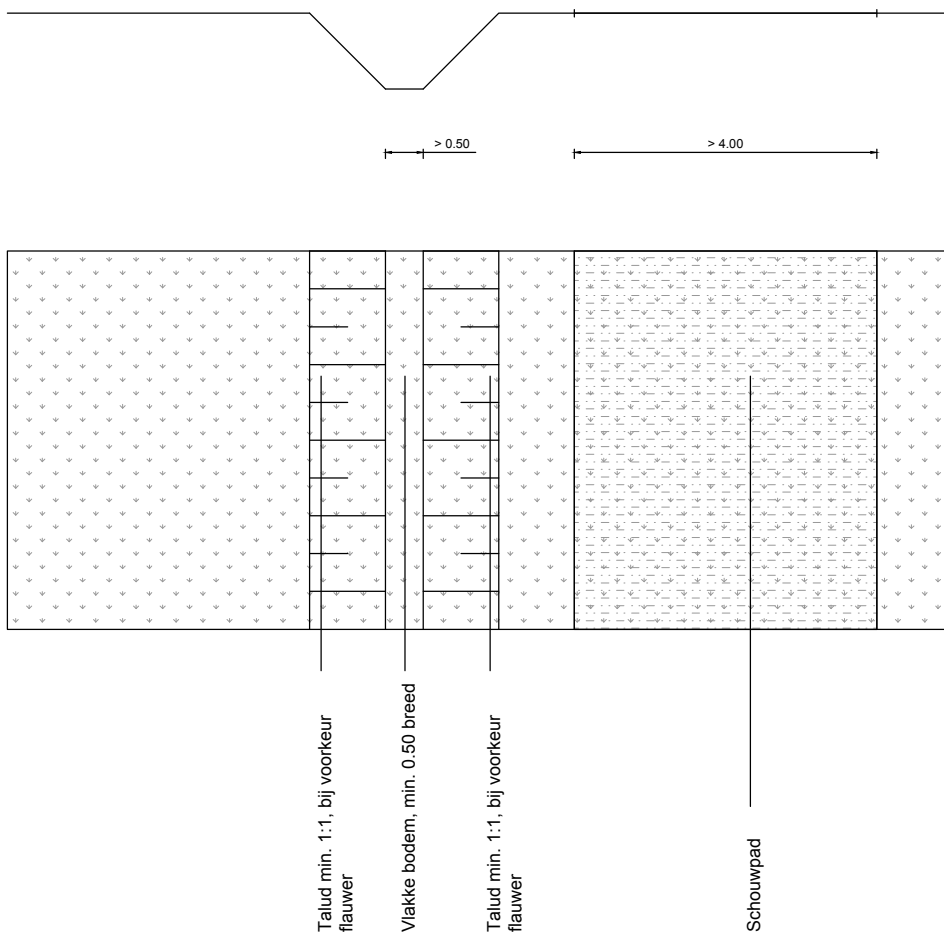 > 0.50
> 4.00
Talud min. 1:1, bij voorkeur
flauwer
Vlakke bodem, min. 0.50 breed
Talud min. 1:1, bij voorkeur
flauwer
Schouwpad